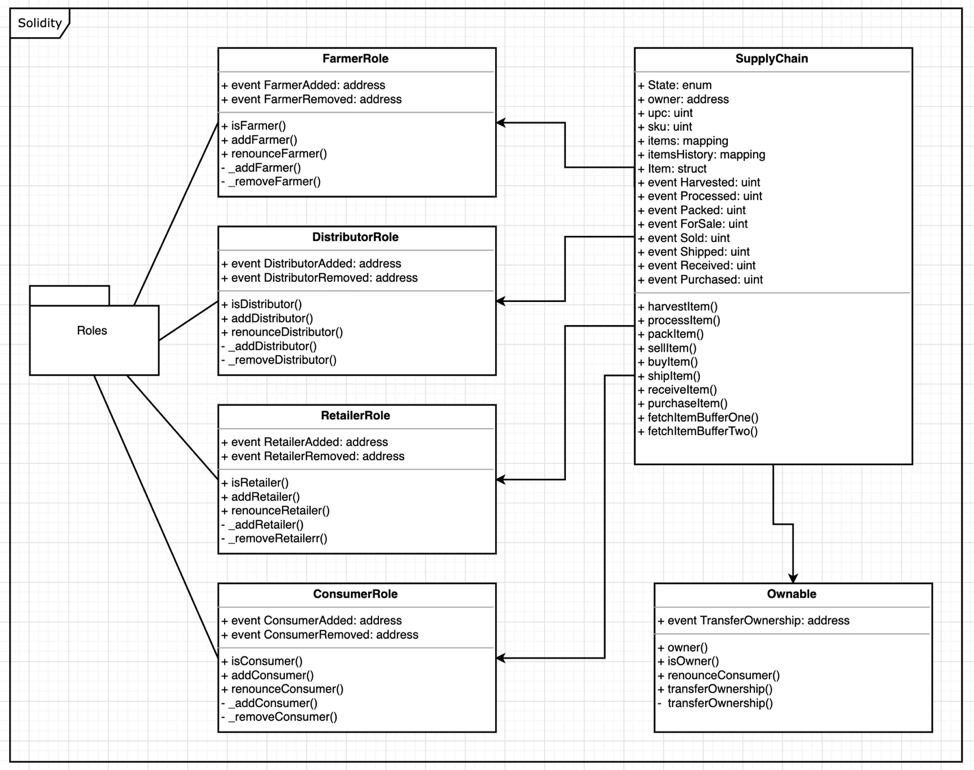 Solidity
FarmerRole
+ event FarmerAdded: address
+ event FarmerRemoved: address
+ isFarmer()
+ addFarmer()
+ renounceFarmer()
- _addFarmer()
- _removeFarmer()
DistributorRole
+ event DistributorAdded: address
+ event DistributorRemoved: address
+ isDistributor()
+ addDistributor()
+ renounceDistributor()
- _addDistributor()
- _removeDistributor()
Roles
RetailerRole
+ event RetailerAdded: address
+ event RetailerRemoved: address
+ isRetailer()
+ addRetailer()
+ renounceRetailer()
- _addRetailer()
- _removeRetailerr()
ConsumerRole
+ event ConsumerAdded: address
+ event ConsumerRemoved: address
+ isConsumer()
+ addConsumer()
+ renounceConsumer()
- _addConsumer()
- _removeConsumer()
SupplyChain
+ State: enum
+ owner: address
+ upc: uint
+ sku: uint
+ items: mapping
+ itemsHistory: mapping
+ Item: struct
+ event Harvested: uint
+ event Processed: uint
+ event Packed: uint
+ event ForSale: uint
+ event Sold: uint
+ event Shipped: uint
+ event Received: uint
+ event Purchased: uint
+ harvestItem()
+ processItem()
+ packItem()
+ sellItem()
+ buyItem()
+ shipItem()
+ receiveItem()
+ purchaseItem()
+ fetchItemBufferOne()
+ fetchItemBufferTwo()
Ownable
+ event TransferOwnership: address
+ owner()
+ isOwner()
+ renounceConsumer()
+ transferOwnership()
- transferOwnership()